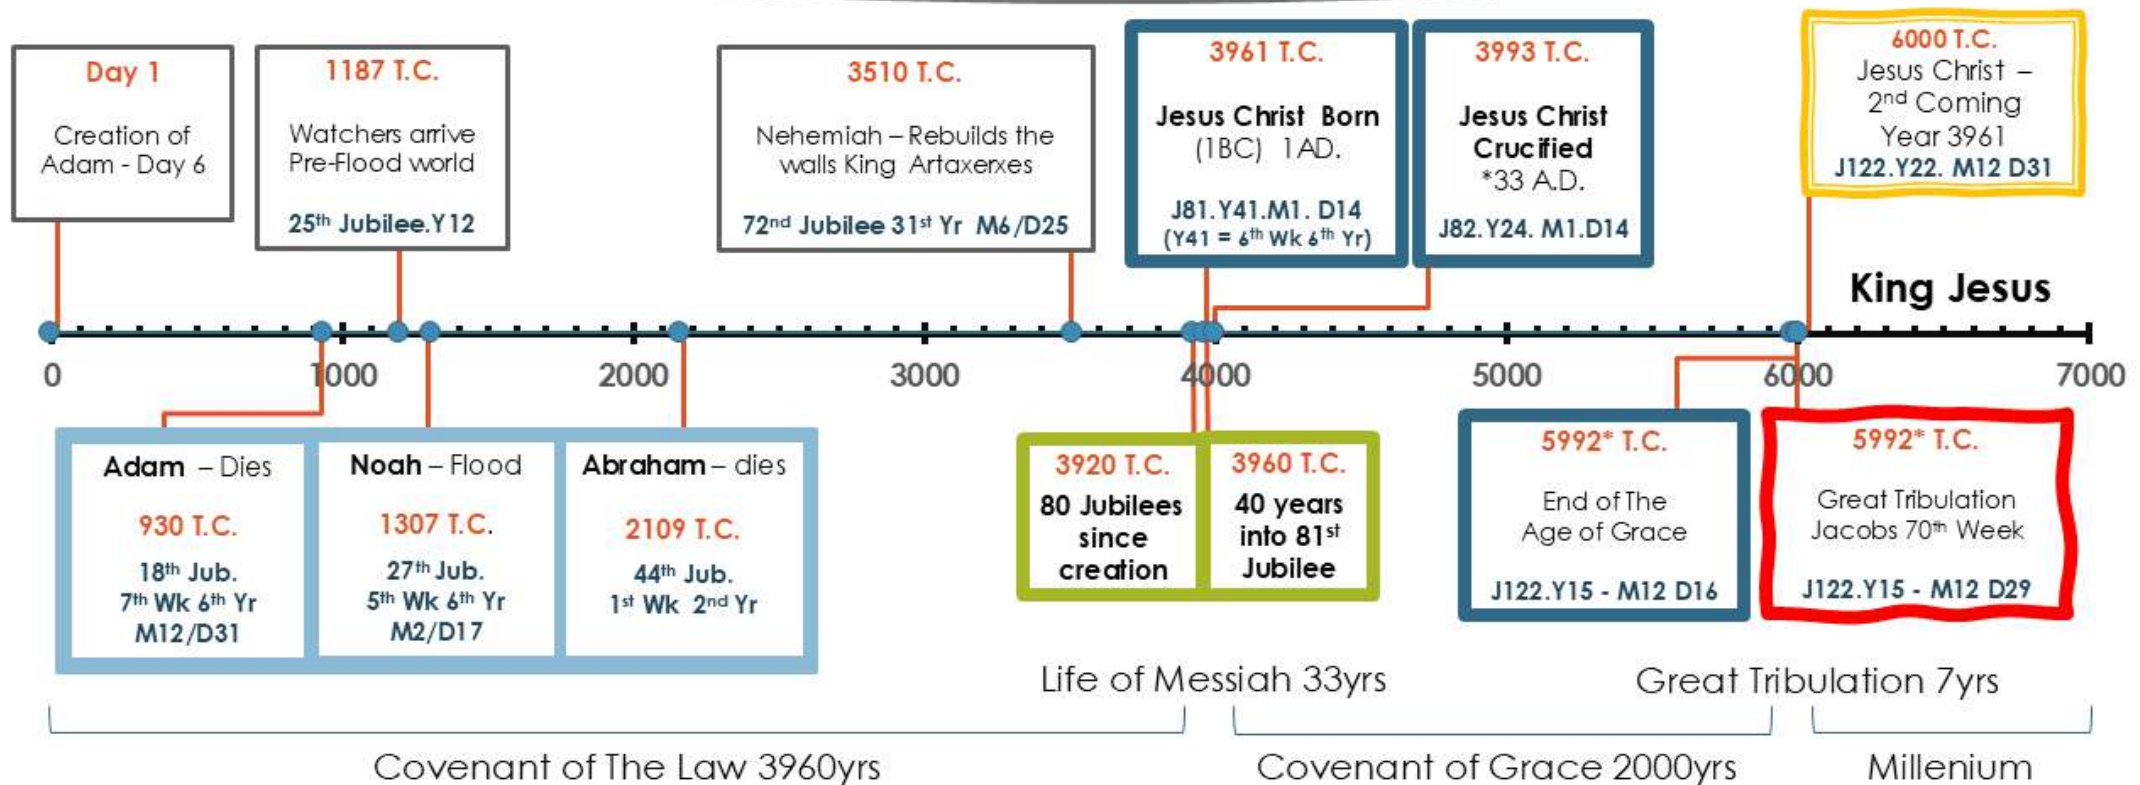 Day 1
Creation of
Adam - Day 6
1187 T.C.
Watchers arrive
Pre-Flood world
25th Jubilee.Y12
3510 T.C.
Nehemiah – Rebuilds the
walls King Artaxerxes
72nd Jubilee 31st Yr M6/D25
3961 T.C.
Jesus Christ Born
(1BC) 1AD.
J81.Y41.M1. D14
(Y41 = 6th Wk 6th Yr)
3993 T.C.
Jesus Christ
Crucified
*33 A.D.
J82.Y24. M1.D14
6000 T.C.
Jesus Christ –
2nd Coming
Year 3961
J122.Y22. M12 D31
King Jesus
0 1000 2000 3000 4000 5000 6000 7000
Adam – Dies
930 T.C.
18th Jub.
7th Wk 6th Yr
M12/D31
Noah – Flood
1307 T.C.
27th Jub.
5th Wk 6th Yr
M2/D17
Abraham – dies
2109 T.C.
44th Jub.
1st Wk 2nd Yr
3920 T.C.
80 Jubilees
since
creation
3960 T.C.
40 years
into 81st
Jubilee
5992* T.C.
End of The
Age of Grace
J122.Y15 - M12 D16
5992* T.C.
Great Tribulation
Jacobs 70th Week
J122.Y15 - M12 D29
Life of Messiah 33yrs
Great Tribulation 7yrs
Covenant of The Law 3960yrs
Covenant of Grace 2000yrs
Millenium